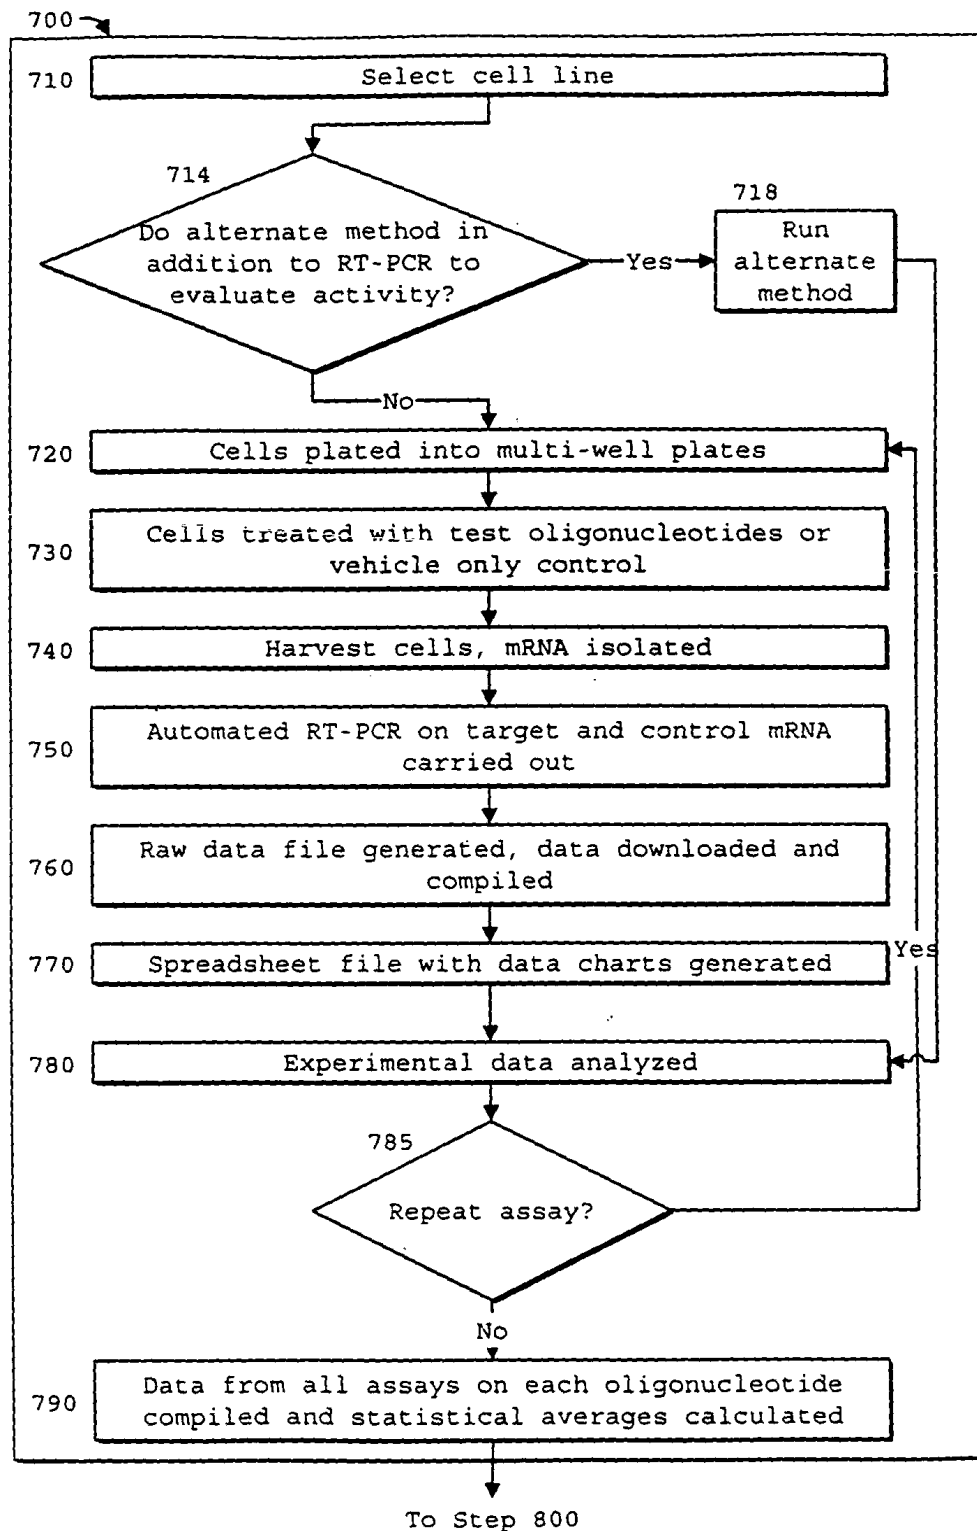 700
710
Select cell line
714
718
Do alternate method in
addition to RT-PCR to
evaluate activity?
Yes
Run
alternate
method
No
720
Cells plated into multi-well plates
730
Cells treated with test oligonucleotides or
vehicle only control
740
Harvest cells, mRNA isolated
750
Automated RT-PCR on target and control mRNA
carried out
760
Raw data file generated, data downloaded and
compiled
Yes
770
Spreadsheet file with data charts generated
780
Experimental data analyzed
785
Repeat assay?
No
790
Data from all assays on each oligonucleotide
compiled and statistical averages calculated
To Step 800